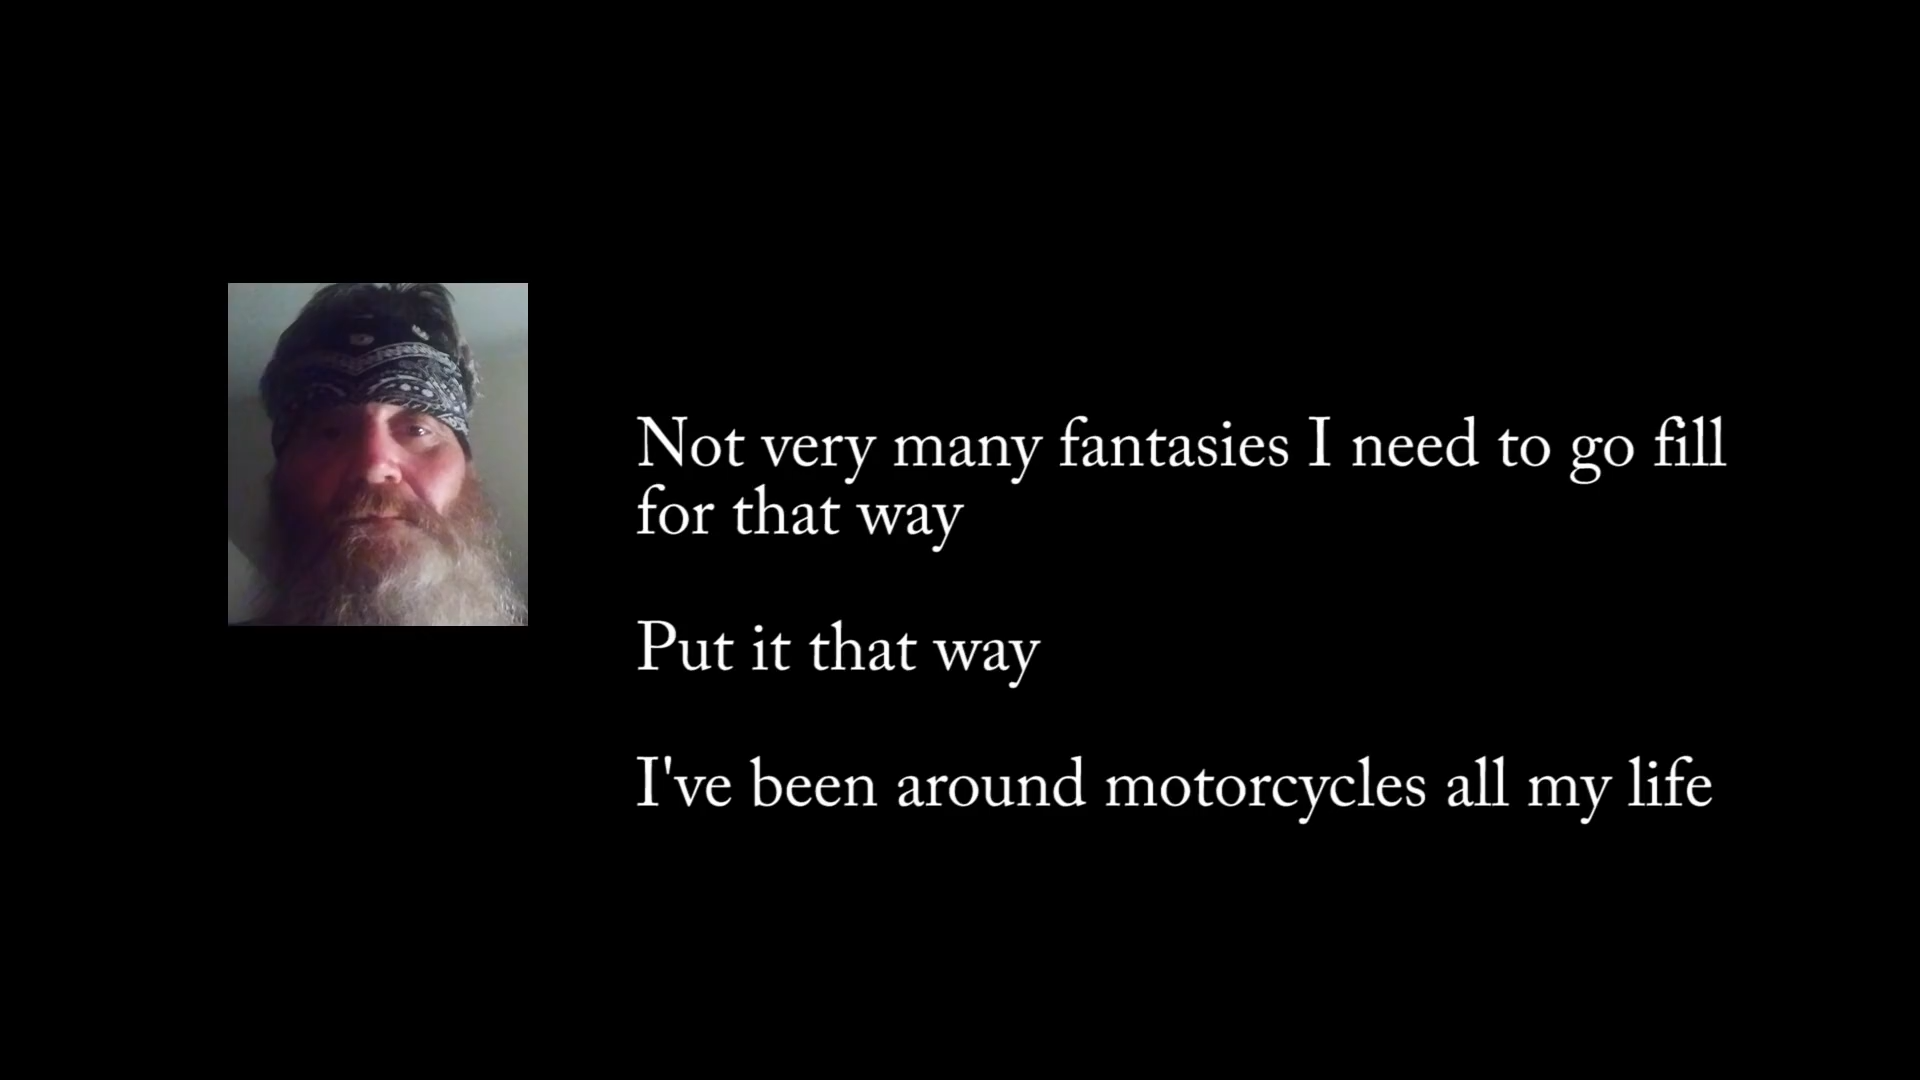 Not very many fantasies I need to go fill
for that way
Put it that way
I've been around motorcycles all my life